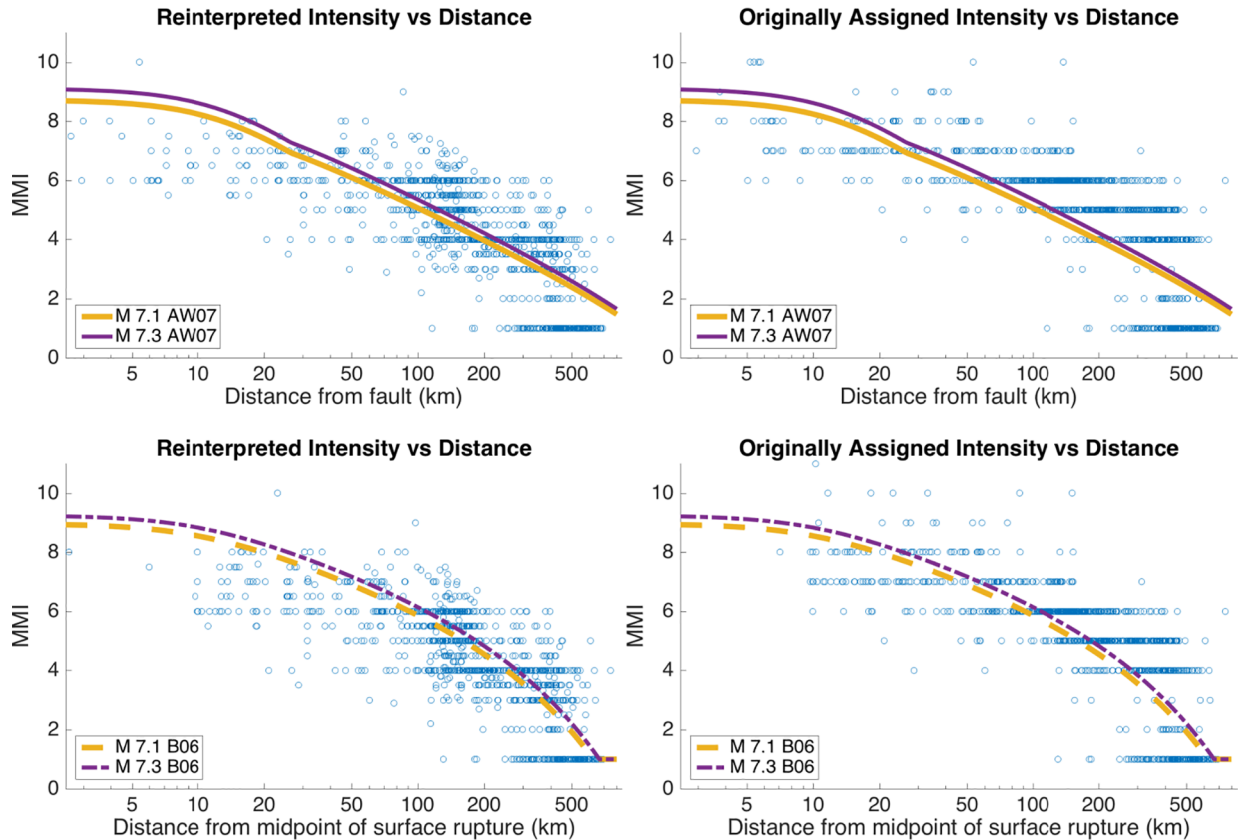 Reinterpreted Intensity vs Distance
MMI
10
8
6
4
2
0
M 7.1 AW07
M 7.3 AW07
5 10 20 50 100 200 500
Distance from fault (km)
Originally Assigned Intensity vs Distance
MMI
10
8
6
4
2
0
M 7.1 AW07
M 7.3 AW07
5 10 20 50 100 200 500
Distance from fault (km)
Reinterpreted Intensity vs Distance
MMI
10
8
6
4
2
0
M 7.1 B06
M 7.3 B06
5 10 20 50 100 200 500
Distance from midpoint of surface rupture (km)
Originally Assigned Intensity vs Distance
MMI
10
8
6
4
2
0
M 7.1 B06
M 7.3 B06
5 10 20 50 100 200 500
Distance from midpoint of surface rupture (km)